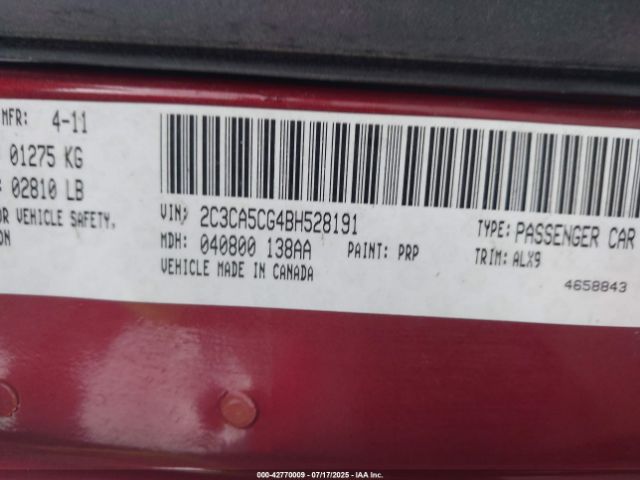 MFR: 4-11
01275 KG
: 02810 LB
OR VEHICLE SAFETY,
ON
VIN: 2C3CA5CG4BH528191
MDH: 040800 138AA PAINT: PRP
VEHICLE MADE IN CANADA
TYPE: PASSENGER CAR
TRIM: ALX9
4658843
000-42770009 - 07/17/2025 - IAA Inc.